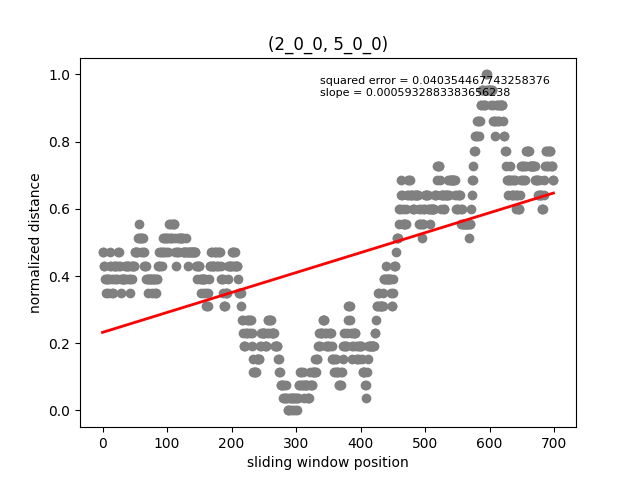 (2_0_0, 5_0_0)
squared error = 0.040354467743258376
slope = 0.0005932883383656238
1.0
0.8
0.6
0.4
0.2
0.0
normalized distance
0 100 200 300 400 500 600 700
sliding window position